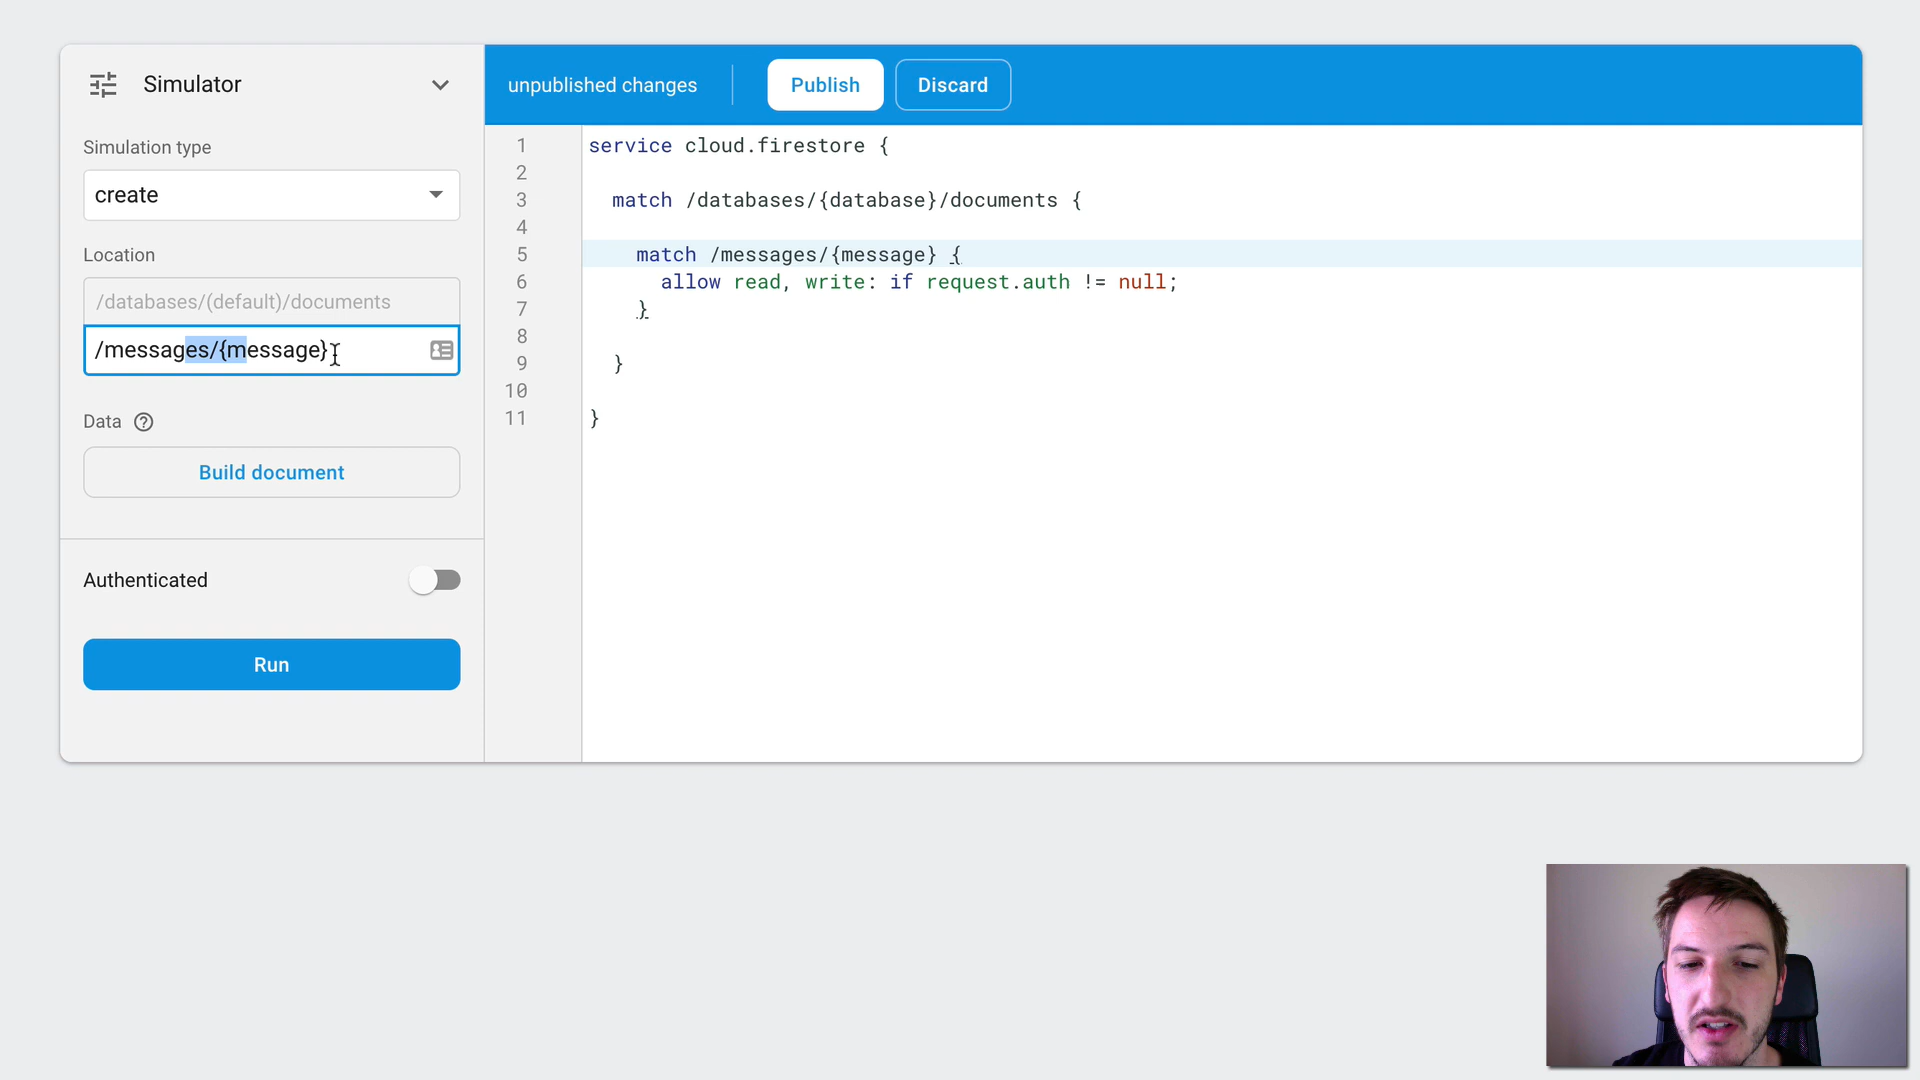 Simulator
Simulation type
create
Location
/databases/(default)/documents
/messages/{message}
Data
Build document
Authenticated
Run
unpublished changes
Publish
Discard
1 service cloud.firestore {
2
3 match /databases/{database}/documents {
4
5 match /messages/{message} {
6 allow read, write: if request.auth != null;
7 }
8
9 }
10
11 }